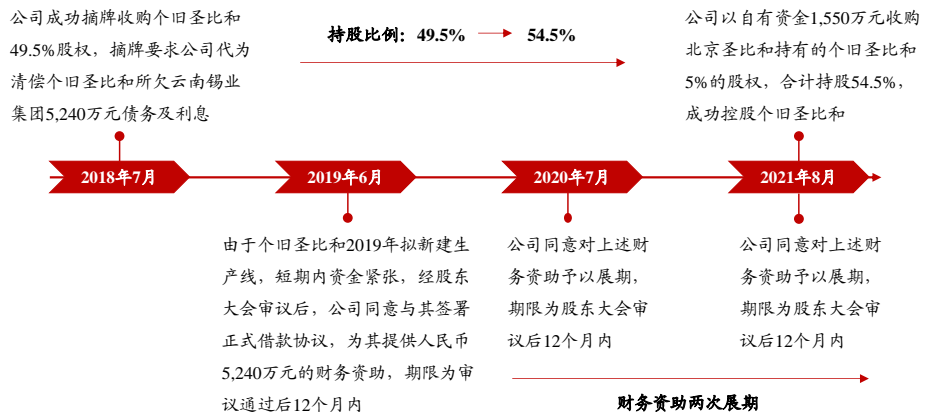 公司成功摘牌收购个旧圣比和
49.5%股权，摘牌要求公司代为
清偿个旧圣比和所欠云南锡业
集团5,240万元债务及利息
持股比例：49.5% 54.5%
公司以自有资金1,550万元收购
北京圣比和持有的个旧圣比和
5%的股权，合计持股54.5%，
成功控股个旧圣比和
2018年7月
2019年6月
2020年7月
2021年8月
由于个旧圣比和2019年拟新建生
产线，短期内资金紧张，经股东
大会审议后，公司同意与其签署
正式借款协议，为其提供人民币
5,240万元的财务资助，期限为审
议通过后12个月内
公司同意对上述财
务资助予以展期，
期限为股东大会审
议后12个月内
公司同意对上述财
务资助予以展期，
期限为股东大会审
议后12个月内
财务资助两次展期